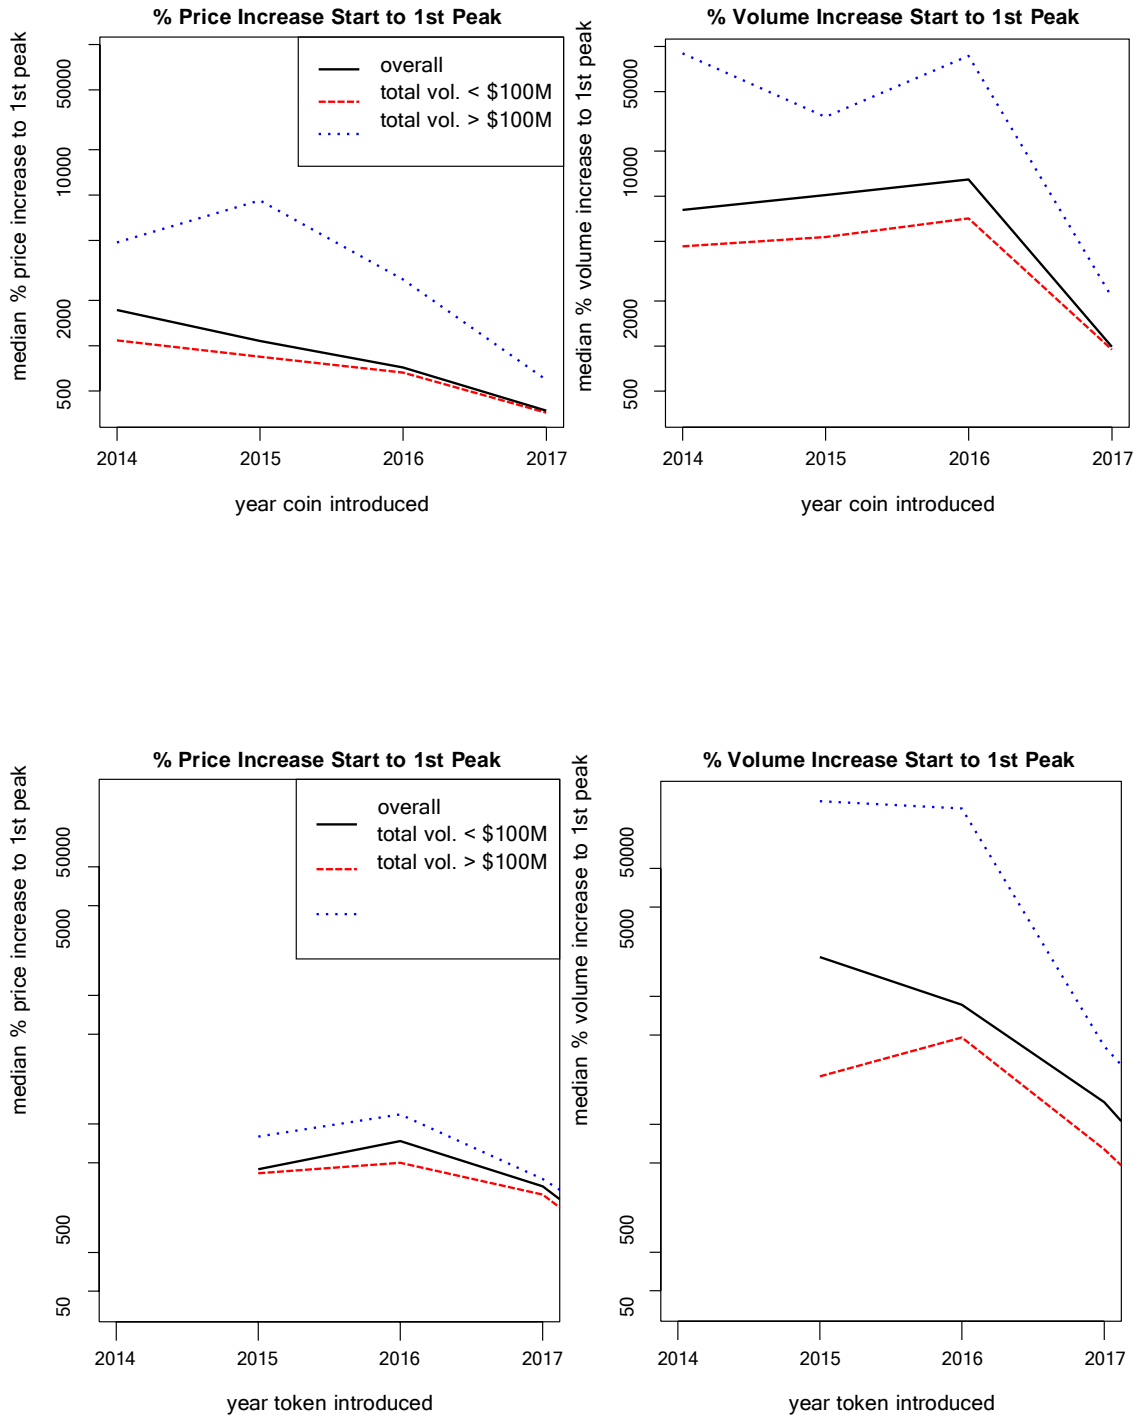 % Price Increase Start to 1st Peak
median % price increase to 1st peak
50000
10000
2000
500
overall
total vol. < $100M
total vol. > $100M
2014 2015 2016 2017
year coin introduced
% Volume Increase Start to 1st Peak
median % volume increase to 1st peak
50000
10000
2000
500
2014 2015 2016 2017
year coin introduced
% Price Increase Start to 1st Peak
median % price increase to 1st peak
50000
5000
500
50
overall
total vol. < $100M
total vol. > $100M
2014 2015 2016 2017
year token introduced
% Volume Increase Start to 1st Peak
median % volume increase to 1st peak
50000
5000
500
50
2014 2015 2016 2017
year token introduced